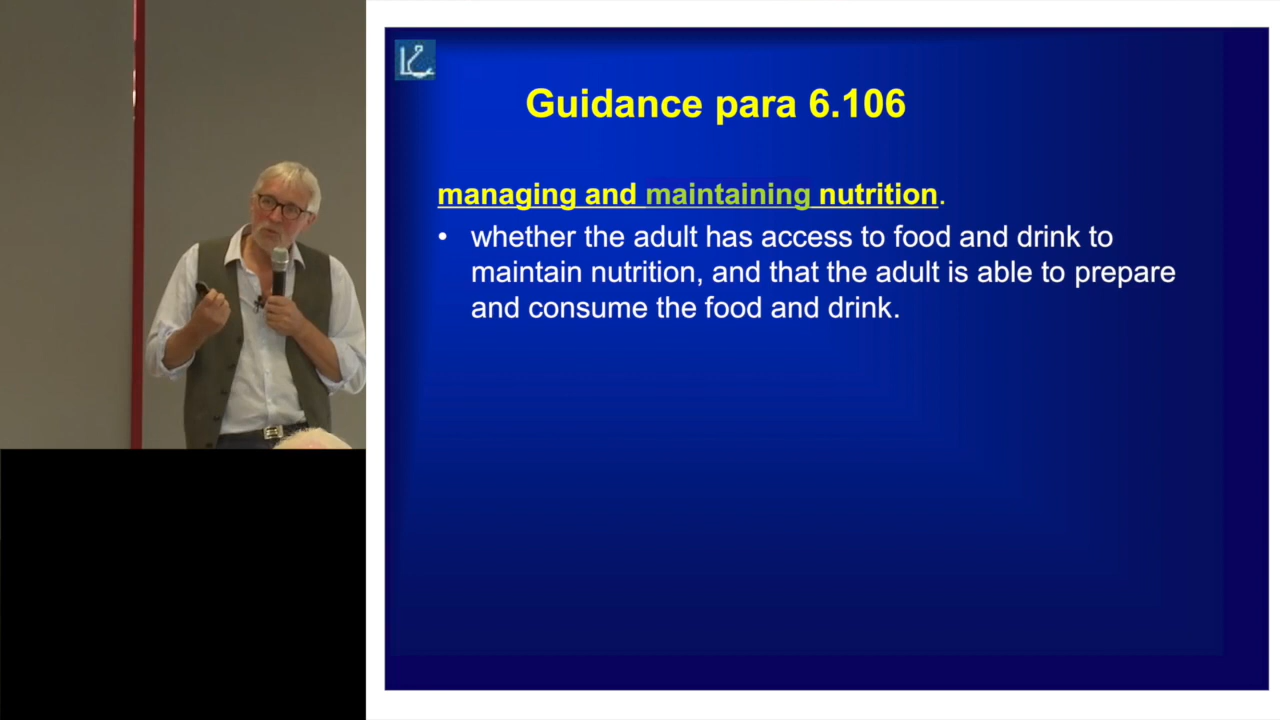 Guidance para 6.106
managing and maintaining nutrition.
• whether the adult has access to food and drink to
maintain nutrition, and that the adult is able to prepare
and consume the food and drink.